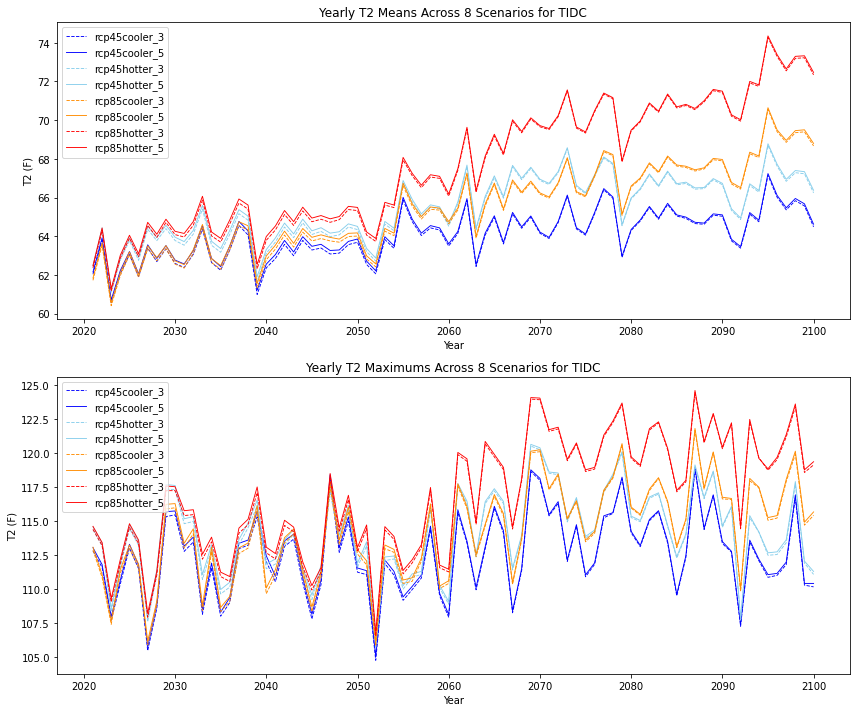 Yearly T2 Means Across 8 Scenarios for TIDC
rcp45cooler_3
rcp45cooler_5
rcp45hotter_3
rcp45hotter_5
rcp85cooler_3
rcp85cooler_5
rcp85hotter_3
rcp85hotter_5
T2 (F)
74
72
70
68
66
64
62
60
2020 2030 2040 2050 2060 2070 2080 2090 2100
Year
Yearly T2 Maximums Across 8 Scenarios for TIDC
rcp45cooler_3
rcp45cooler_5
rcp45hotter_3
rcp45hotter_5
rcp85cooler_3
rcp85cooler_5
rcp85hotter_3
rcp85hotter_5
T2 (F)
125.0
122.5
120.0
117.5
115.0
112.5
110.0
107.5
105.0
2020 2030 2040 2050 2060 2070 2080 2090 2100
Year